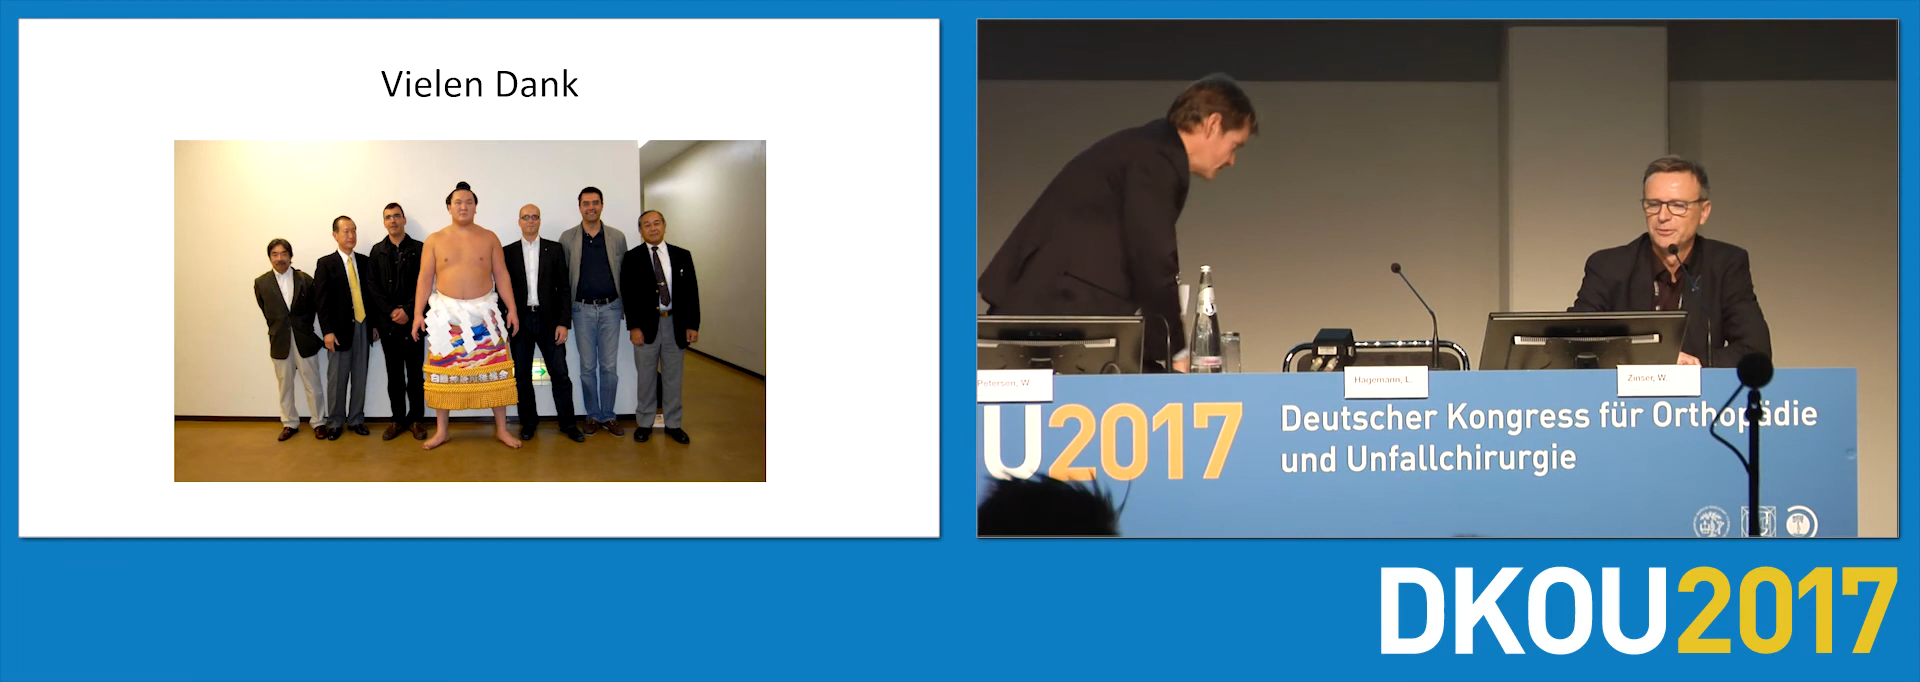 Vielen Dank
Petersen, W.
Hagemann, L.
Zinser, W.
U2017
Deutscher Kongress für Orthopädie
und Unfallchirurgie
DKOU2017